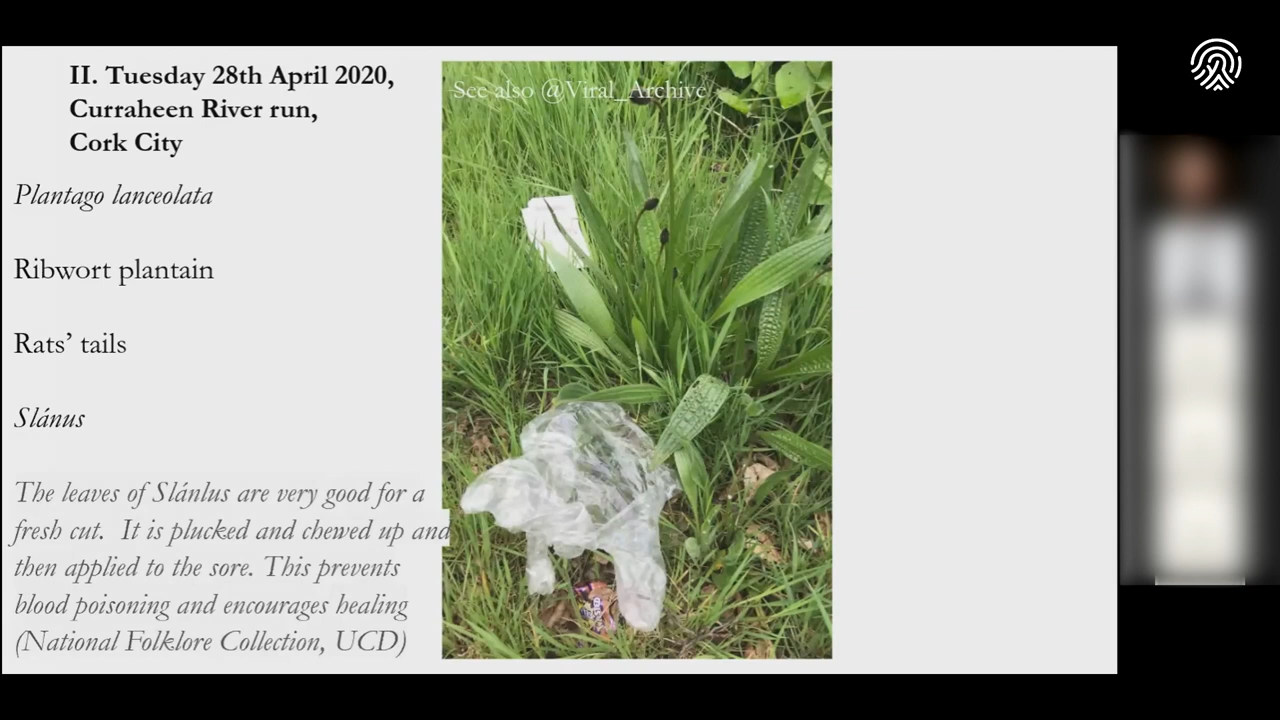 II. Tuesday 28th April 2020,
Curraheen River run,
Cork City
Plantago lanceolata
Ribwort plantain
Rats’ tails
Slánus
The leaves of Slánlus are very good for a
fresh cut. It is plucked and chewed up and
then applied to the sore. This prevents
blood poisoning and encourages healing
(National Folklore Collection, UCD)
See also @Viral_Archive